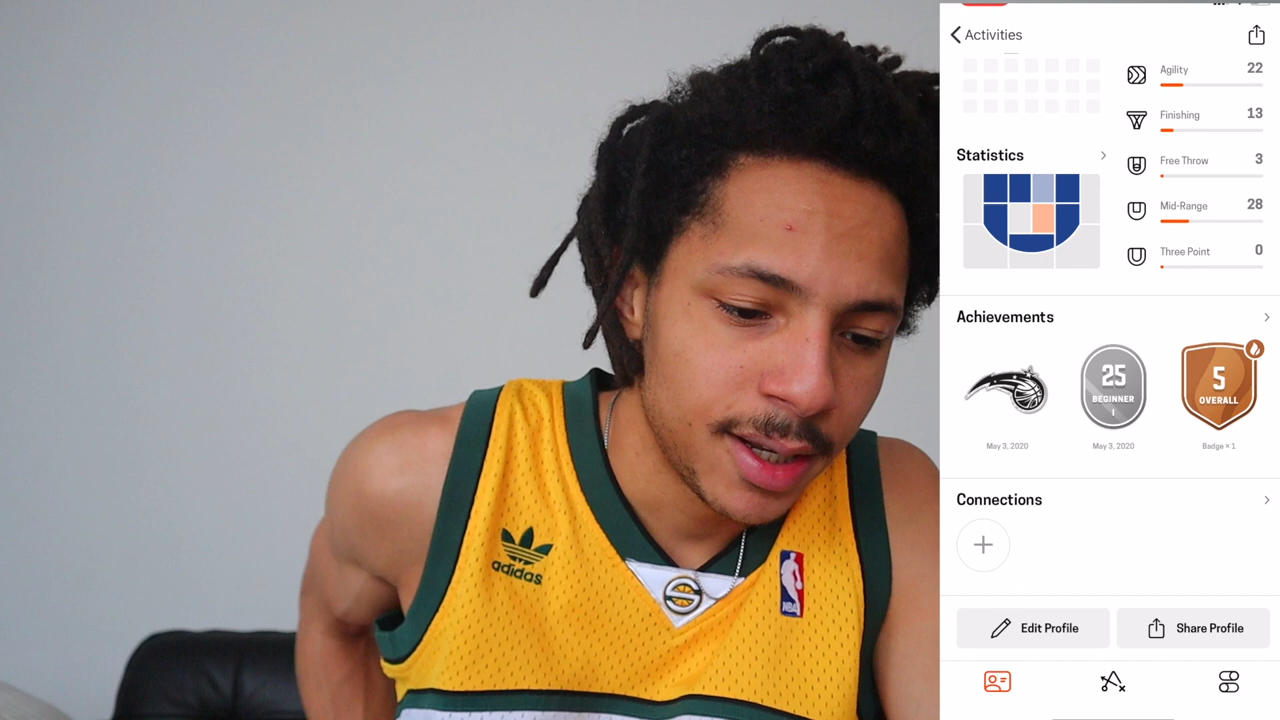 Activities
Agility 22
Finishing 13
Statistics
Free Throw 3
Mid-Range 28
Three Point 0
Achievements
25
BEGINNER
I
5
OVERALL
May 3, 2020
May 3, 2020
Badge × 1
Connections
Edit Profile
Share Profile
adidas
S
NBA